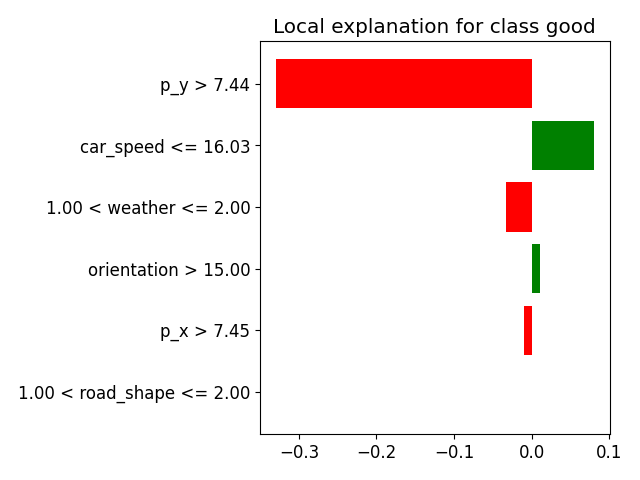 Local explanation for class good
p_y > 7.44
car_speed <= 16.03
1.00 < weather <= 2.00
orientation > 15.00
p_x > 7.45
1.00 < road_shape <= 2.00
−0.3 −0.2 −0.1 0.0 0.1